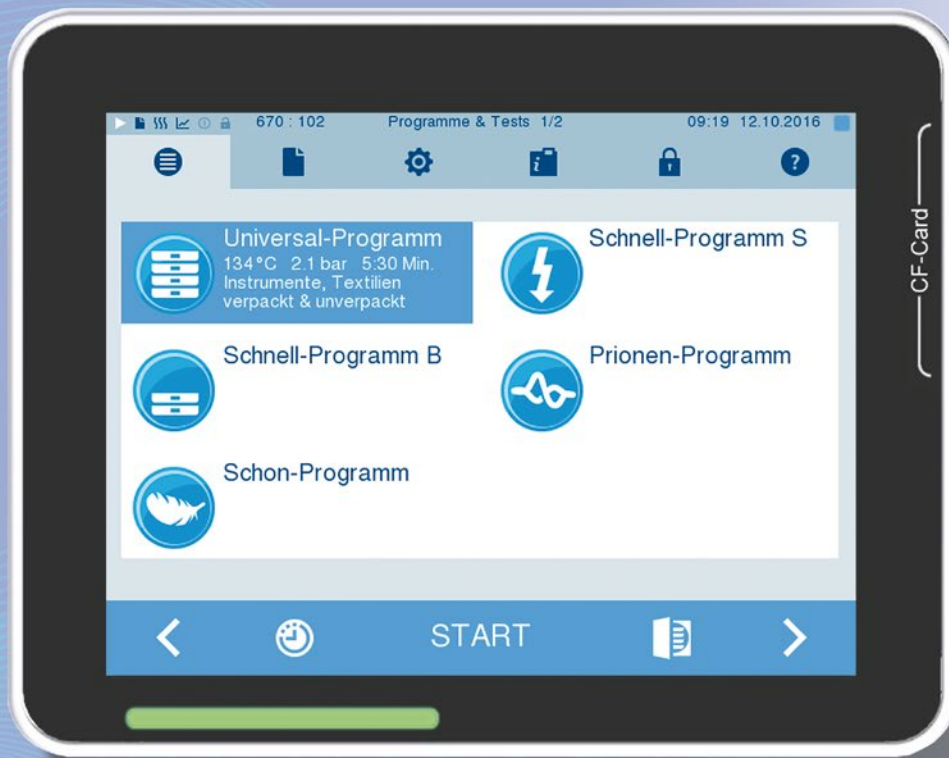 670 : 102 Programme & Tests 1/2 09:19 12.10.2016
Universal-Programm
134°C 2.1 bar 5:30 Min.
Instrumente, Textilien
verpackt & unverpackt
Schnell-Programm S
Schnell-Programm B
Prionen-Programm
Schon-Programm
START
CF-Card